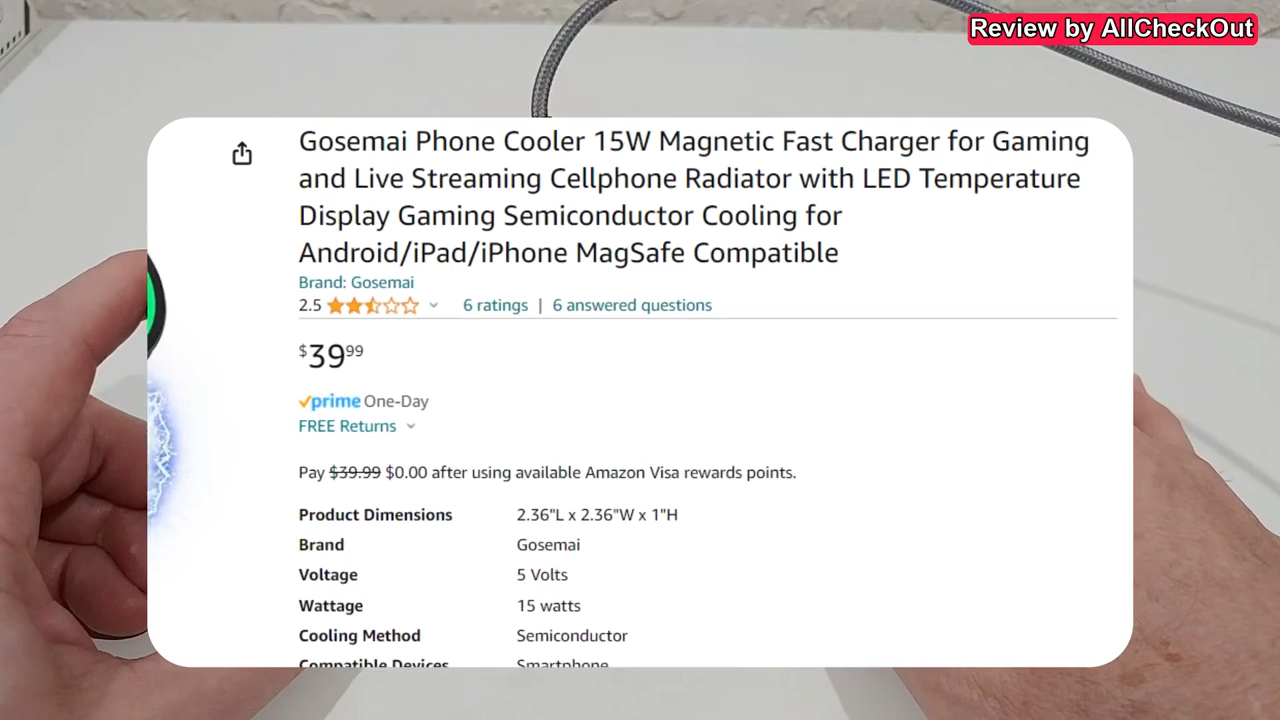 Review by AllCheckOut
Gosemai Phone Cooler 15W Magnetic Fast Charger for Gaming
and Live Streaming Cellphone Radiator with LED Temperature
Display Gaming Semiconductor Cooling for
Android/iPad/iPhone MagSafe Compatible
Brand: Gosemai
2.5 6 ratings | 6 answered questions
$39.99
prime One-Day
FREE Returns
Pay $39.99 $0.00 after using available Amazon Visa rewards points.
Product Dimensions 2.36"L x 2.36"W x 1"H
Brand Gosemai
Voltage 5 Volts
Wattage 15 watts
Cooling Method Semiconductor
Compatible Devices Smartphone